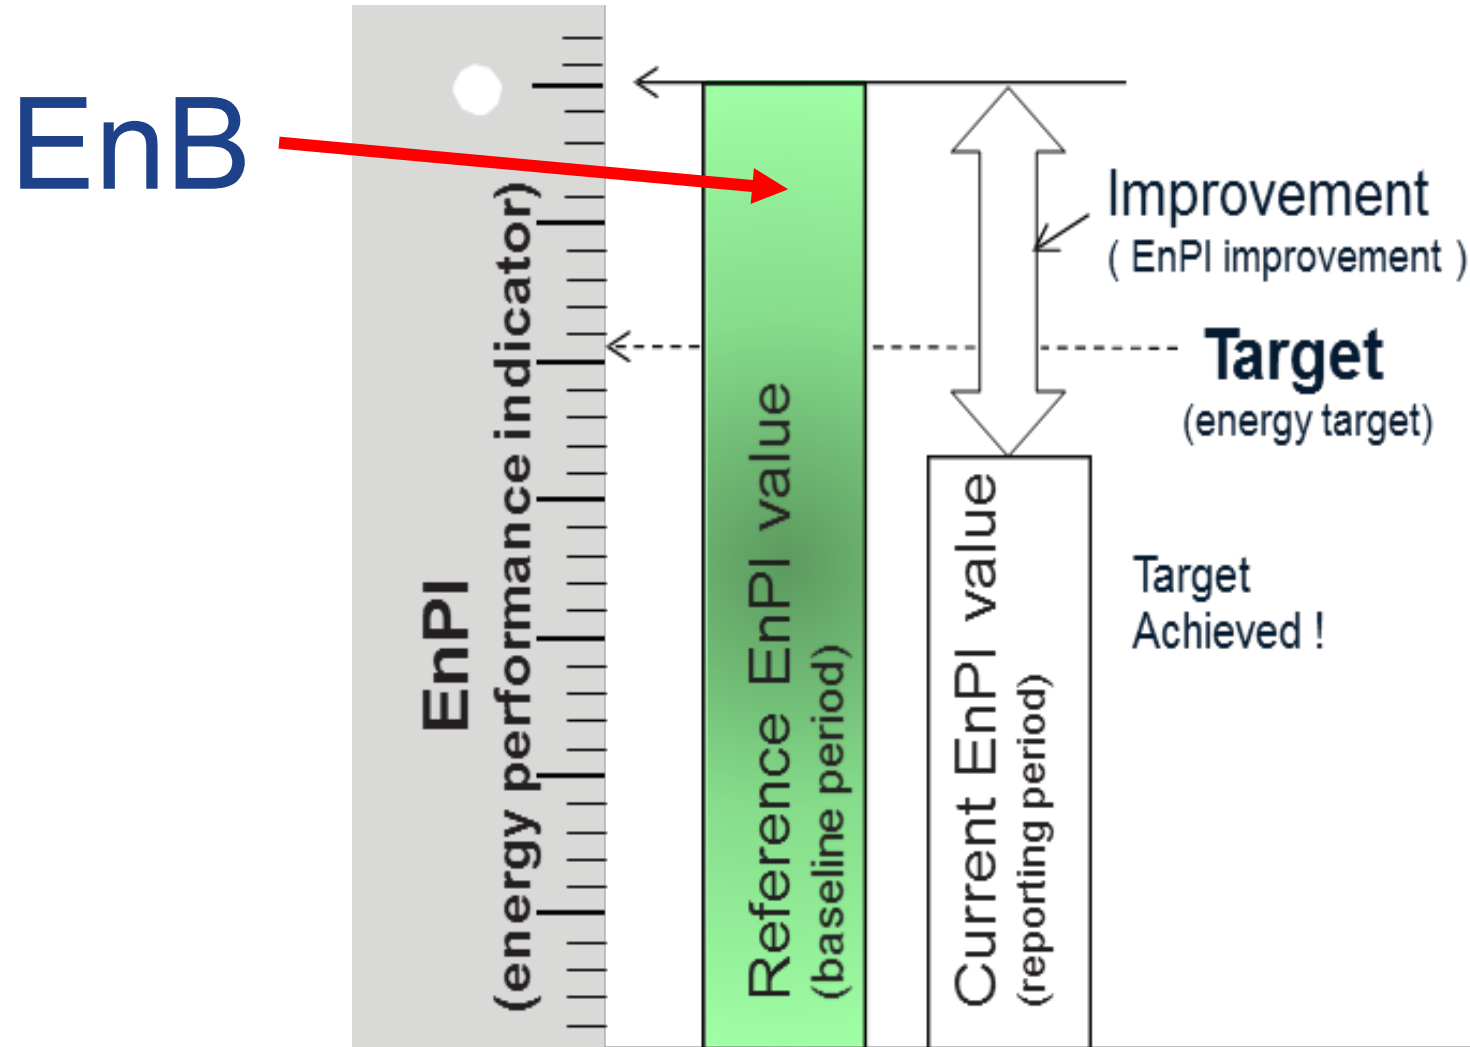 EnB
EnPI
(energy performance indicator)
Reference EnPI value
(baseline period)
Current EnPI value
(reporting period)
Improvement
( EnPI improvement )
Target
(energy target)
Target
Achieved !